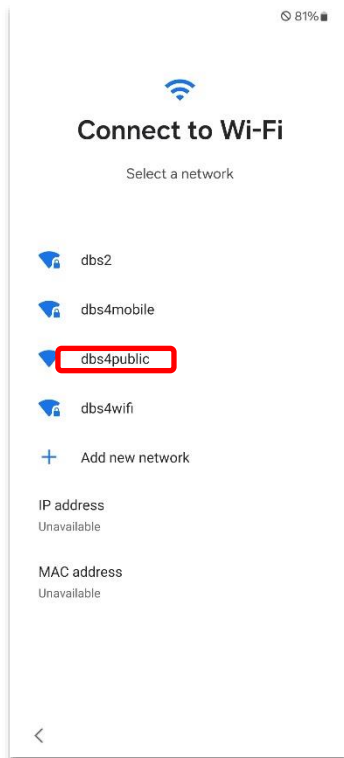 81%
Connect to Wi-Fi
Select a network
dbs2
dbs4mobile
dbs4public
dbs4wifi
Add new network
IP address
Unavailable
MAC address
Unavailable